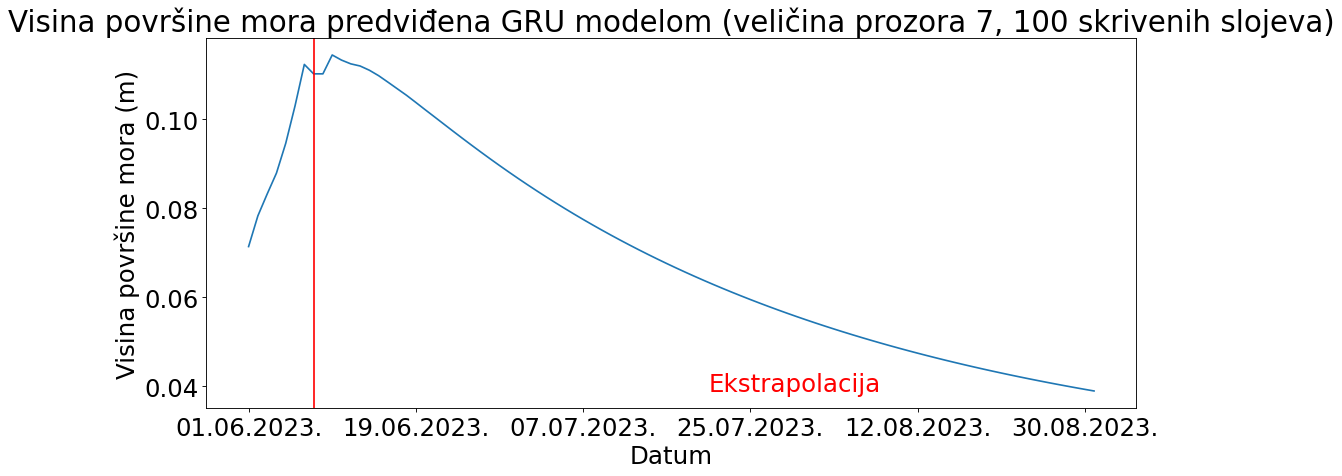 Visina površine mora predviđena GRU modelom (veličina prozora 7, 100 skrivenih slojeva)
Visina površine mora (m)
0.10
0.08
0.06
0.04
Ekstrapolacija
01.06.2023. 19.06.2023. 07.07.2023. 25.07.2023. 12.08.2023. 30.08.2023.
Datum